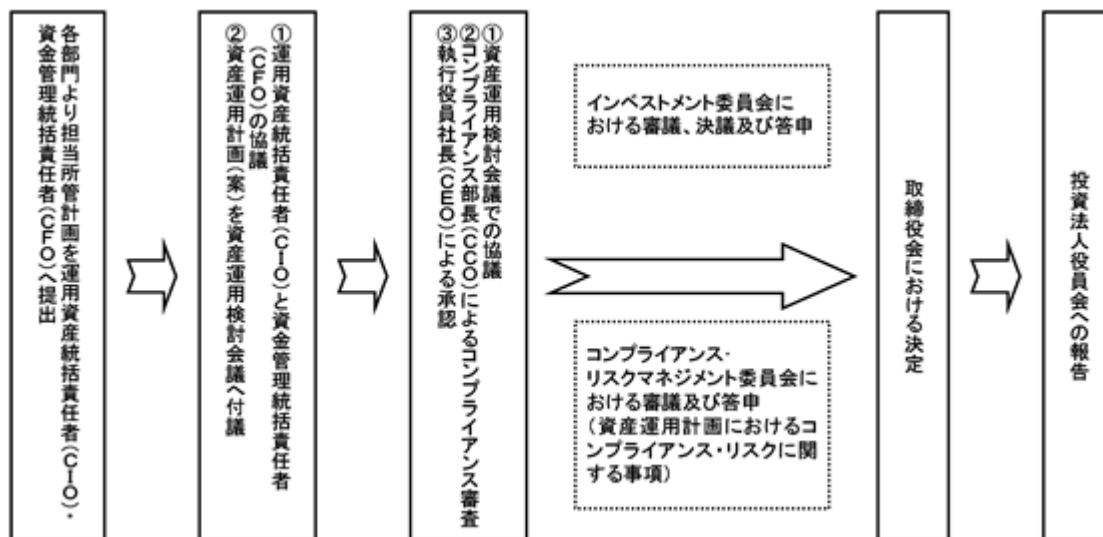 各部門より担当所管計画を運用資産統括責任者（ＣＩＯ）・
資金管理統括責任者（ＣＦＯ）へ提出
①運用資産統括責任者（ＣＩＯ）と資金管理統括責任者
（ＣＦＯ）の協議
②資産運用計画（案）を資産運用検討会議へ付議
①資産運用検討会議での協議
②コンプライアンス部長（ＣＣＯ）によるコンプライアンス審査
③執行役員社長（ＣＥＯ）による承認
インベストメント委員会に
おける審議、決議及び答申
コンプライアンス・
リスクマネジメント委員会に
おける審議及び答申
（資産運用計画におけるコ
ンプライアンス・リスクに関
する事項）
取締役会における決定
投資法人役員会への報告